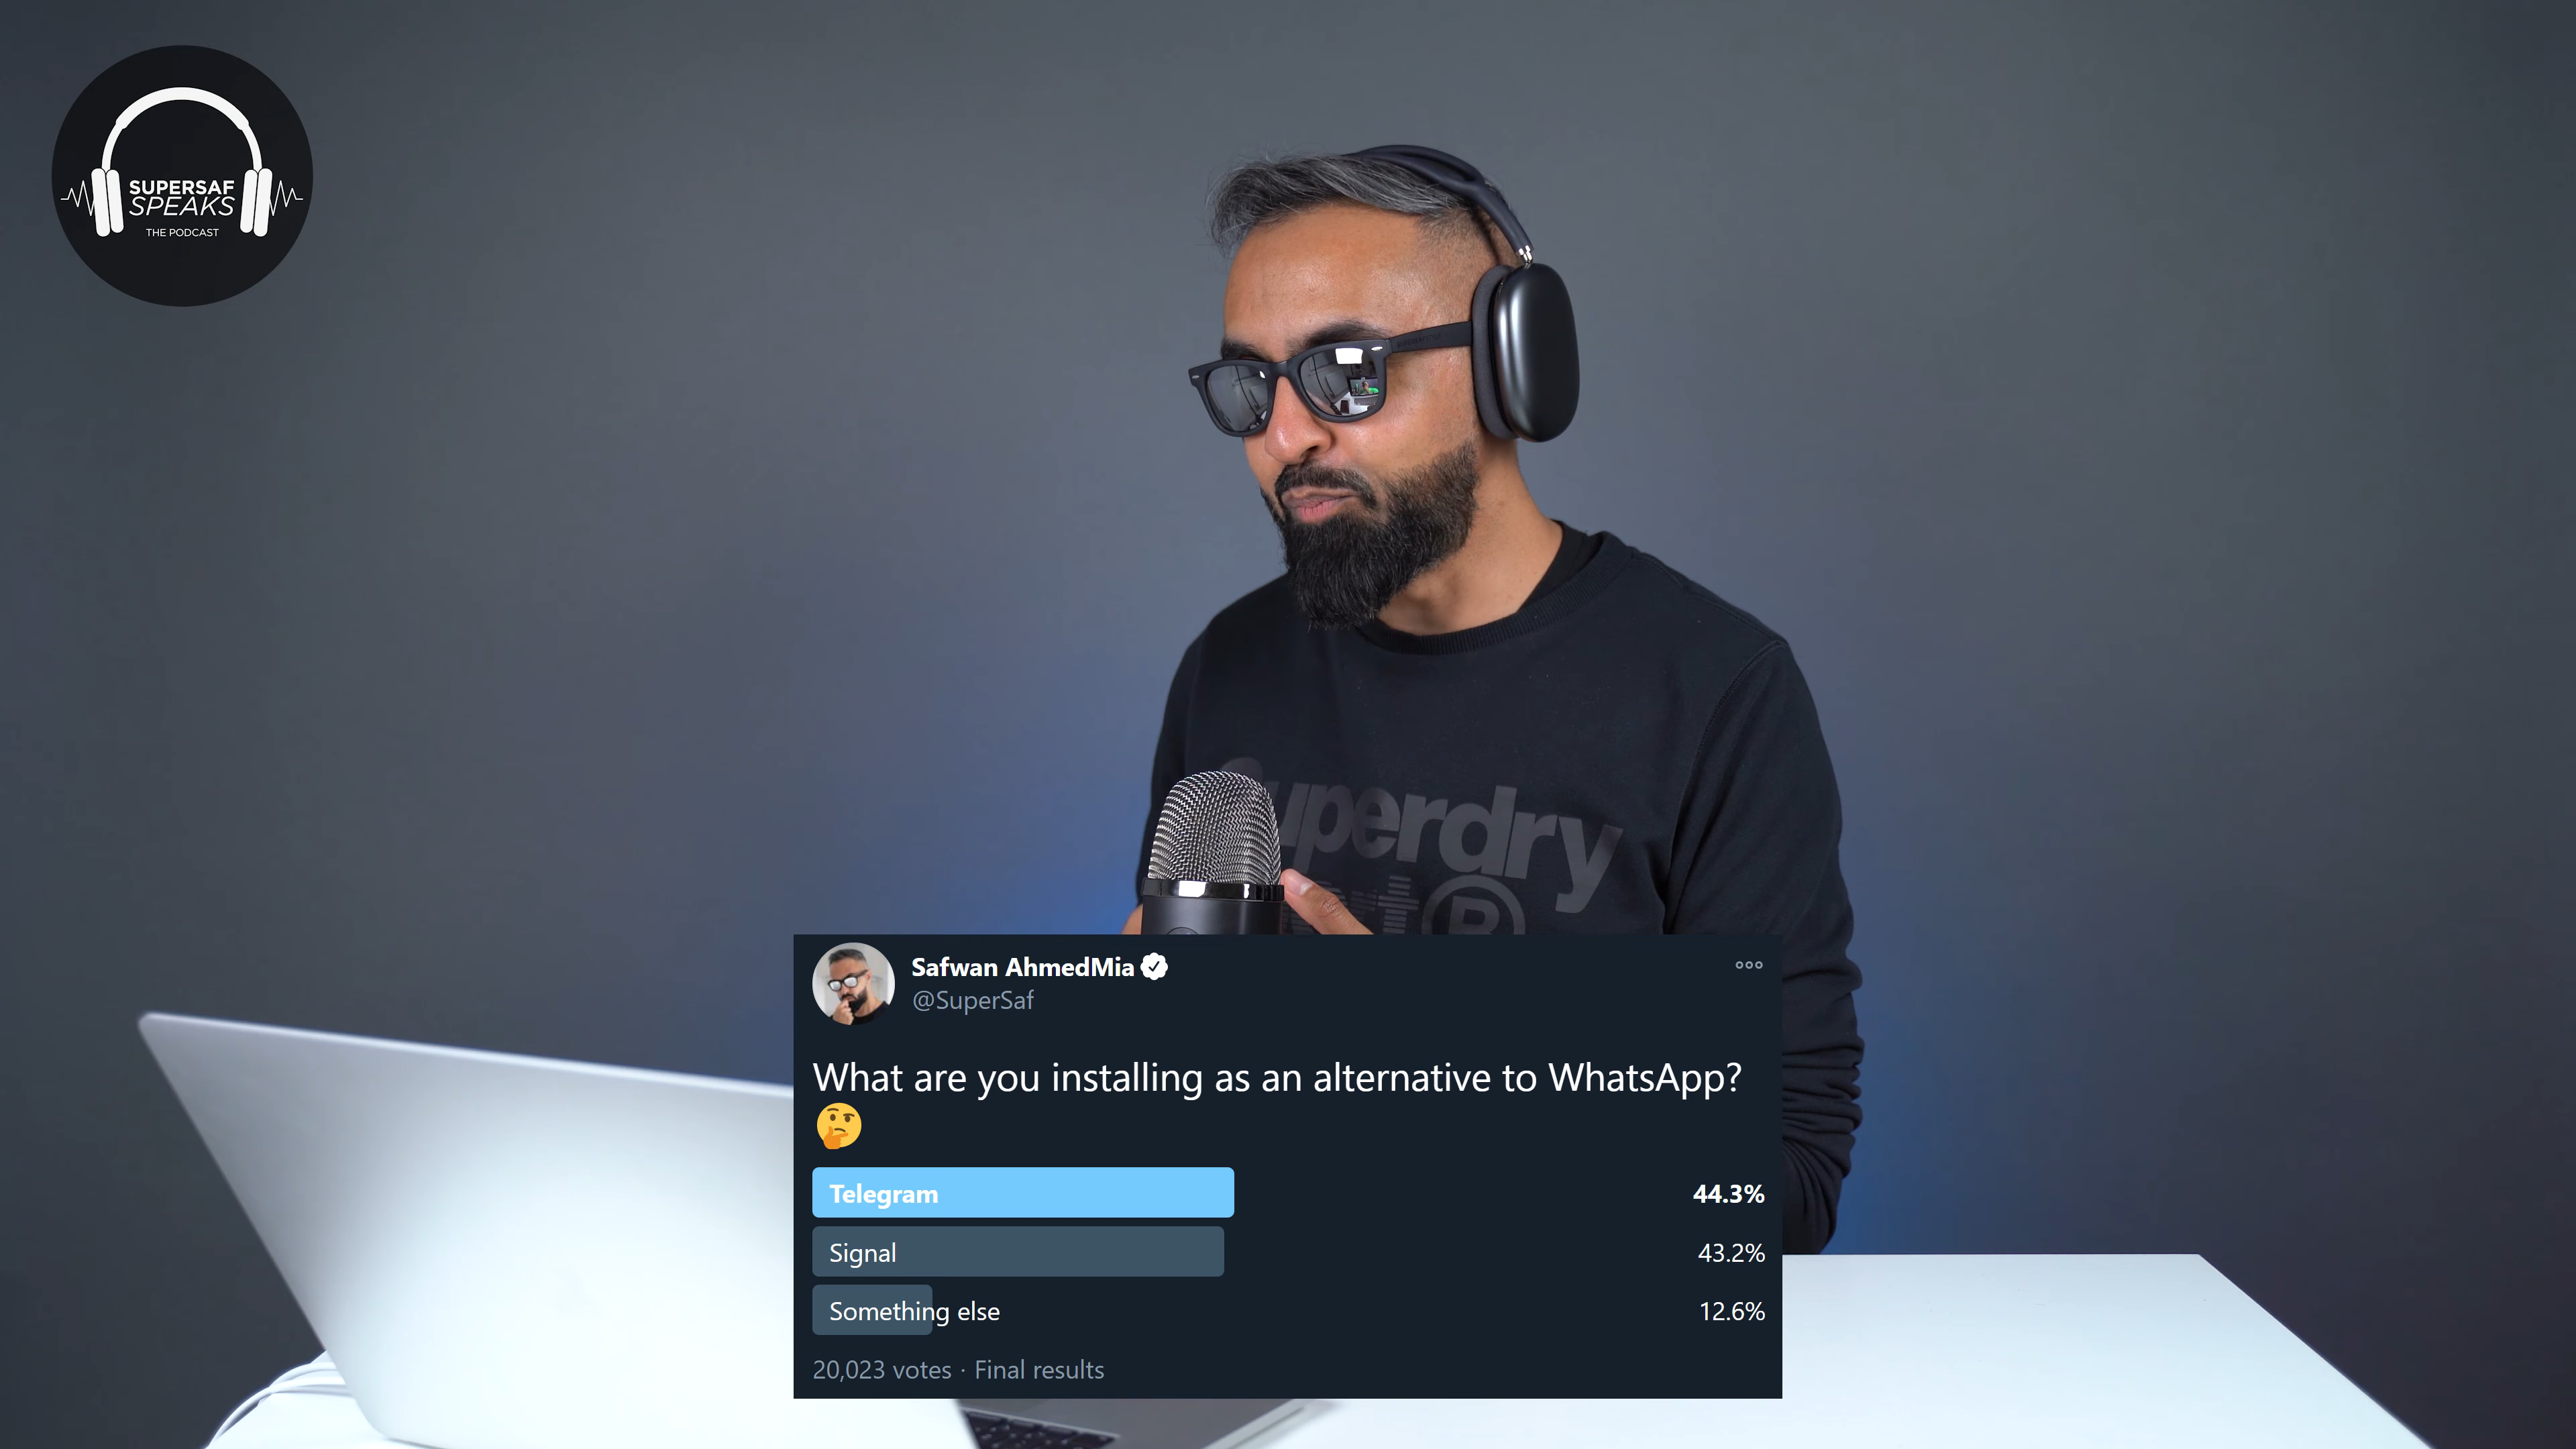 SUPERSAF
SPEAKS
THE PODCAST
uperdry
Safwan AhmedMia
@SuperSaf
What are you installing as an alternative to WhatsApp?
🤔
Telegram 44.3%
Signal 43.2%
Something else 12.6%
20,023 votes · Final results